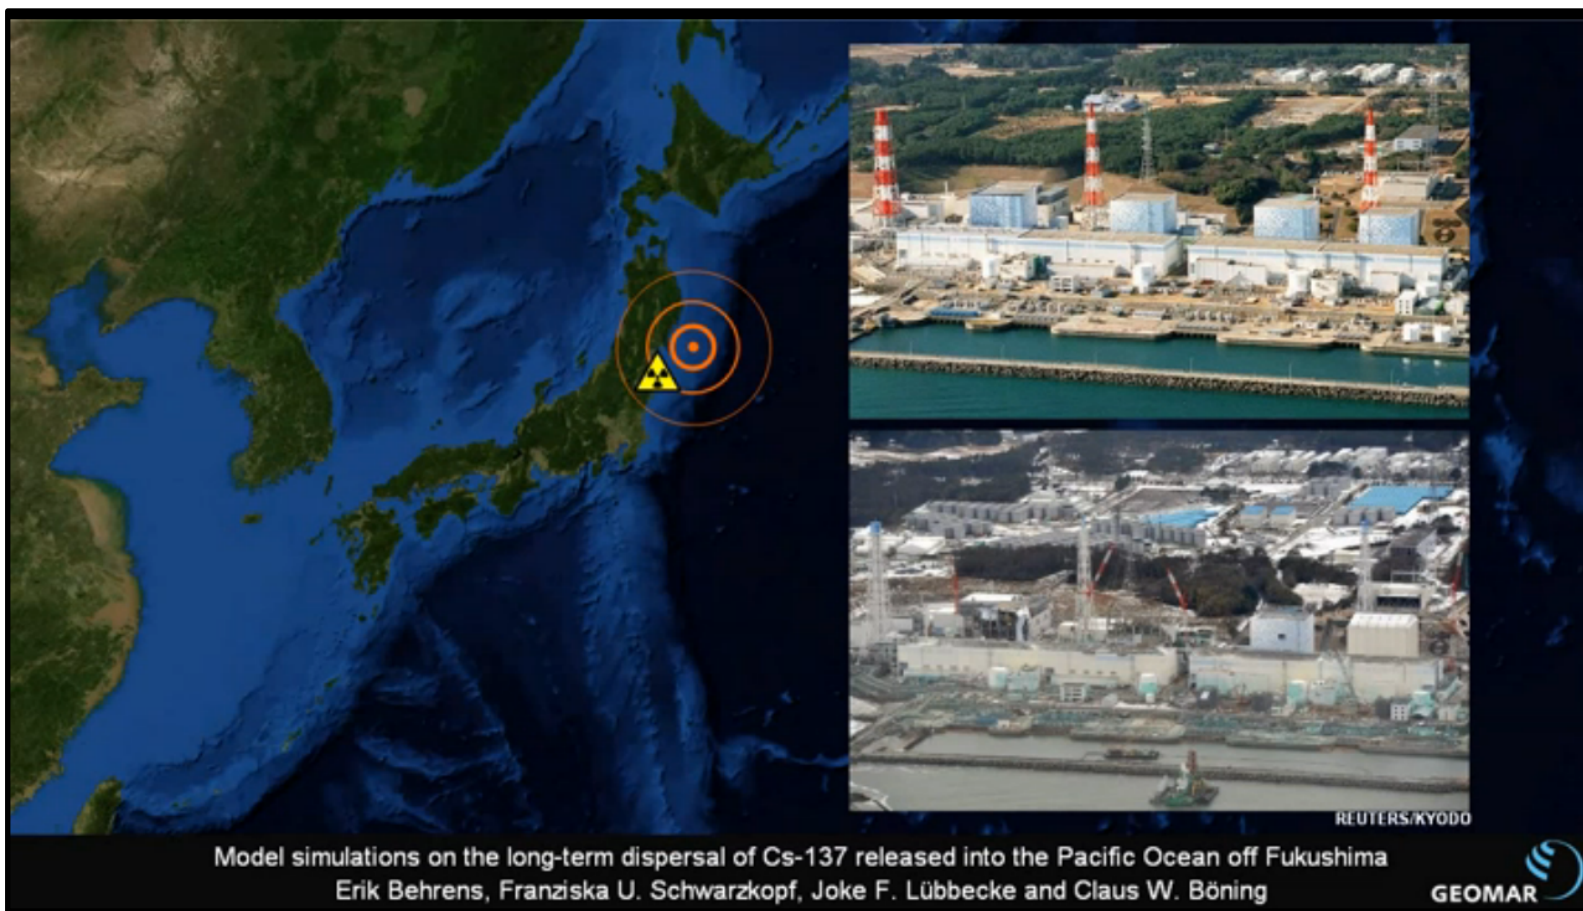 REUTERS/KYODO
Model simulations on the long-term dispersal of Cs-137 released into the Pacific Ocean off Fukushima
Erik Behrens, Franziska U. Schwarzkopf, Joke F. Lübbecke and Claus W. Böning
GEOMAR